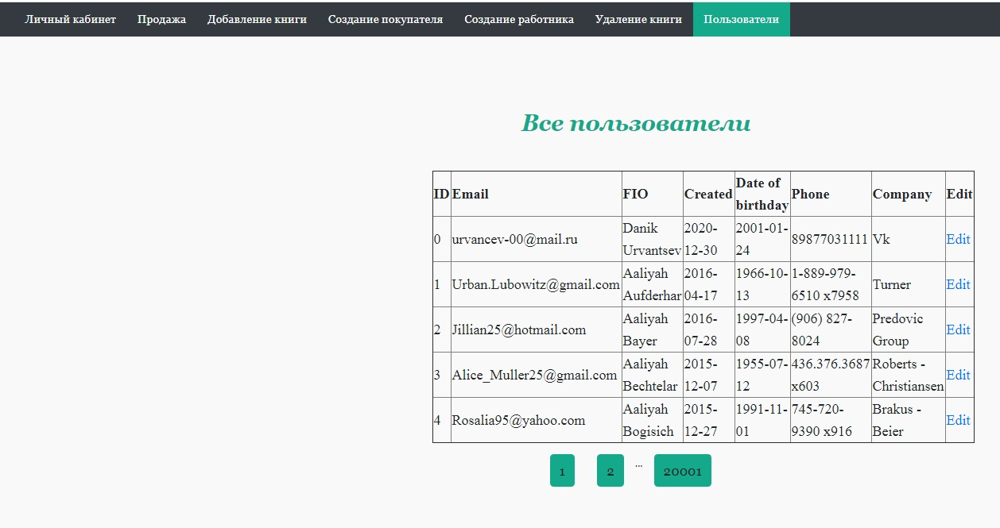 Личный кабинет Продажа Добавление книги Создание покупателя Создание работника Удаление книги Пользователи
Все пользователи
ID Email FIO Created Date of birthday Phone Company Edit
0 urvancev-00@mail.ru Danik Urvantsev 2020-12-30 2001-01-24 89877031111 Vk Edit
1 Urban.Lubowitz@gmail.com Aaliyah Aufderhar 2016-04-17 1966-10-13 1-889-979-6510 x7958 Turner Edit
2 Jillian25@hotmail.com Aaliyah Bayer 2016-07-28 1997-04-08 (906) 827-8024 Predovic Group Edit
3 Alice_Muller25@gmail.com Aaliyah Bechtelar 2015-12-07 1955-07-12 436.376.3687 x603 Roberts - Christiansen Edit
4 Rosalia95@yahoo.com Aaliyah Bogisich 2015-12-27 1991-11-01 745-720-9390 x916 Brakus - Beier Edit
1 2 ... 20001